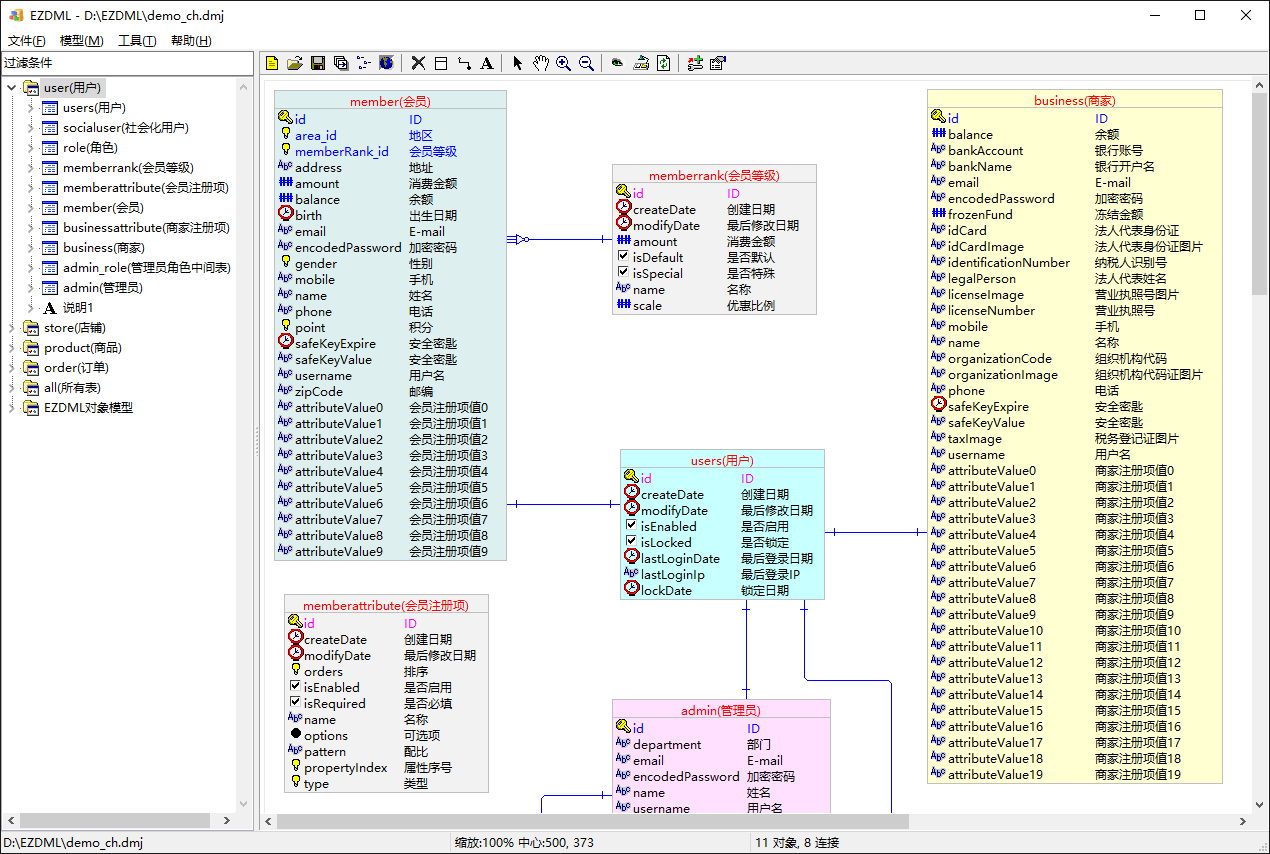 EZDML - D:\EZDML\demo_ch.dmj
文件(F) 模型(M) 工具(T) 帮助(H)
过滤条件
user(用户)
users(用户)
socialuser(社会化用户)
role(角色)
memberrank(会员等级)
memberattribute(会员注册项)
member(会员)
businessattribute(商家注册项)
business(商家)
admin_role(管理员角色中间表)
admin(管理员)
A 说明1
store(店铺)
product(商品)
order(订单)
all(所有表)
EZDML对象模型
member(会员)
id ID
area_id 地区
memberRank_id 会员等级
address 地址
amount 消费金额
balance 余额
birth 出生日期
email E-mail
encodedPassword 加密密码
gender 性别
mobile 手机
name 姓名
phone 电话
point 积分
safeKeyExpire 安全密匙
safeKeyValue 安全密匙
username 用户名
zipCode 邮编
attributeValue0 会员注册项值0
attributeValue1 会员注册项值1
attributeValue2 会员注册项值2
attributeValue3 会员注册项值3
attributeValue4 会员注册项值4
attributeValue5 会员注册项值5
attributeValue6 会员注册项值6
attributeValue7 会员注册项值7
attributeValue8 会员注册项值8
attributeValue9 会员注册项值9
memberattribute(会员注册项)
id ID
createDate 创建日期
modifyDate 最后修改日期
orders 排序
isEnabled 是否启用
isRequired 是否必填
name 名称
options 可选项
pattern 配比
propertyIndex 属性序号
type 类型
memberrank(会员等级)
id ID
createDate 创建日期
modifyDate 最后修改日期
amount 消费金额
isDefault 是否默认
isSpecial 是否特殊
name 名称
scale 优惠比例
users(用户)
id ID
createDate 创建日期
modifyDate 最后修改日期
isEnabled 是否启用
isLocked 是否锁定
lastLoginDate 最后登录日期
lastLoginIp 最后登录IP
lockDate 锁定日期
admin(管理员)
id ID
department 部门
email E-mail
encodedPassword 加密密码
name 姓名
username 用户名
business(商家)
id ID
balance 余额
bankAccount 银行账号
bankName 银行开户名
email E-mail
encodedPassword 加密密码
frozenFund 冻结金额
idCard 法人代表身份证
idCardImage 法人代表身份证图片
identificationNumber 纳税人识别号
legalPerson 法人代表姓名
licenseImage 营业执照号图片
licenseNumber 营业执照号
mobile 手机
name 名称
organizationCode 组织机构代码
organizationImage 组织机构代码证图片
phone 电话
safeKeyExpire 安全密匙
safeKeyValue 安全密匙
taxImage 税务登记证图片
username 用户名
attributeValue0 商家注册项值0
attributeValue1 商家注册项值1
attributeValue2 商家注册项值2
attributeValue3 商家注册项值3
attributeValue4 商家注册项值4
attributeValue5 商家注册项值5
attributeValue6 商家注册项值6
attributeValue7 商家注册项值7
attributeValue8 商家注册项值8
attributeValue9 商家注册项值9
attributeValue10 商家注册项值10
attributeValue11 商家注册项值11
attributeValue12 商家注册项值12
attributeValue13 商家注册项值13
attributeValue14 商家注册项值14
attributeValue15 商家注册项值15
attributeValue16 商家注册项值16
attributeValue17 商家注册项值17
attributeValue18 商家注册项值18
attributeValue19 商家注册项值19
D:\EZDML\demo_ch.dmj 缩放:100% 中心:500, 373 11 对象, 8 连接